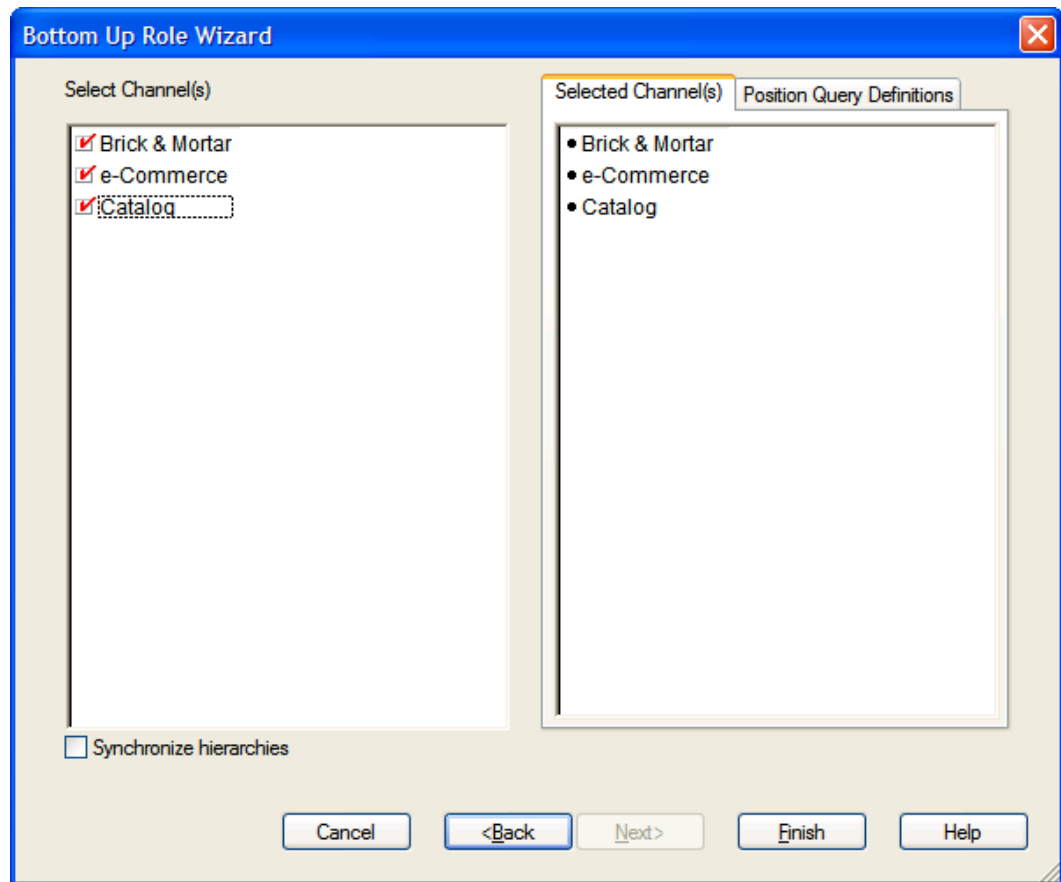 Bottom Up Role Wizard
Select Channel(s)
Brick & Mortar
e-Commerce
Catalog
Synchronize hierarchies
Selected Channel(s)
Position Query Definitions
• Brick & Mortar
• e-Commerce
• Catalog
Cancel
<Back
Next>
Finish
Help